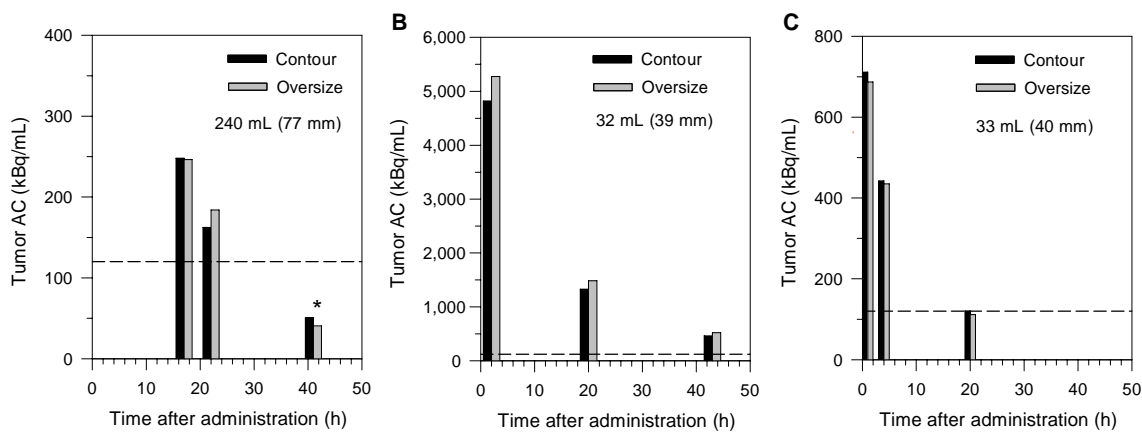 400
300
200
100
0
Tumor AC (kBq/mL)
Contour
Oversize
240 mL (77 mm)
*
0 10 20 30 40 50
Time after administration (h)
B
6,000
5,000
4,000
3,000
2,000
1,000
0
Tumor AC (kBq/mL)
Contour
Oversize
32 mL (39 mm)
0 10 20 30 40 50
Time after administration (h)
C
800
600
400
200
0
Tumor AC (kBq/mL)
Contour
Oversize
33 mL (40 mm)
0 10 20 30 40 50
Time after administration (h)